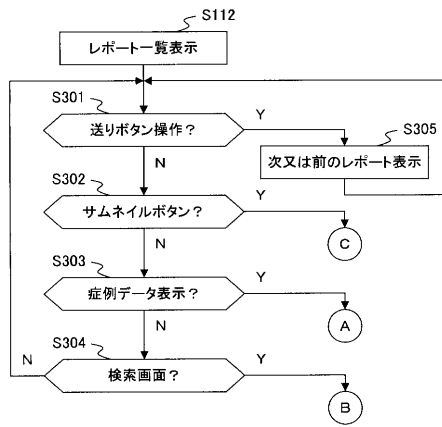 S112
レポート一覧表示
S301
送りボタン操作？
Y
S305
次又は前のレポート表示
N
S302
サムネイルボタン？
Y
C
N
S303
症例データ表示？
Y
A
N
S304
N
検索画面？
Y
B